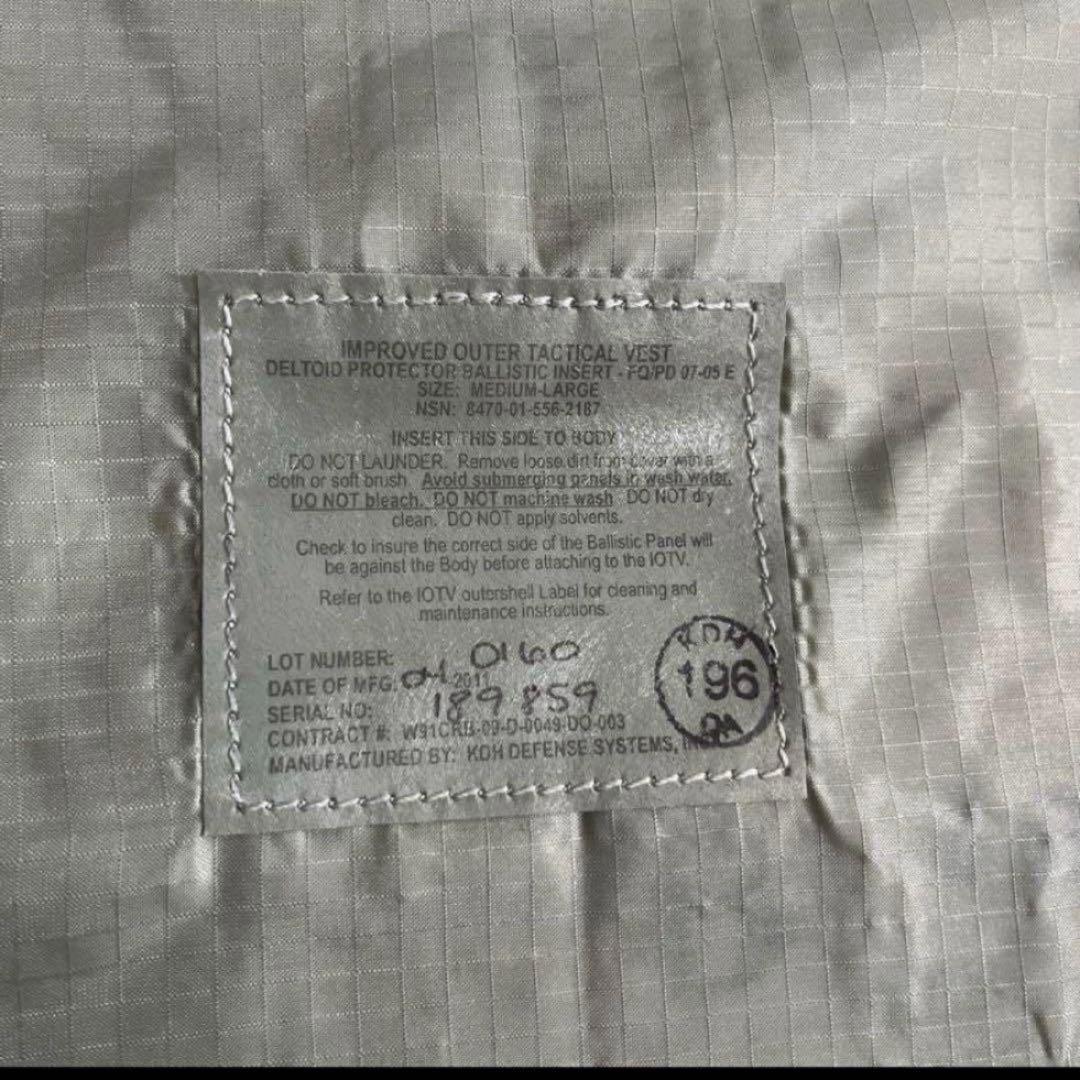 IMPROVED OUTER TACTICAL VEST
DELTOID PROTECTOR BALLISTIC INSERT - FQ/PD 07-05 E
SIZE: MEDIUM-LARGE
NSN: 8470-01-556-2187
INSERT THIS SIDE TO BODY
DO NOT LAUNDER. Remove loose dirt from cover with a
cloth or soft brush. Avoid submerging panels in wash water.
DO NOT bleach. DO NOT machine wash DO NOT dry
clean. DO NOT apply solvents.
Check to insure the correct side of the Ballistic Panel will
be against the Body before attaching to the IOTV.
Refer to the IOTV outershell Label for cleaning and
maintenance instructions.
LOT NUMBER: 0160
DATE OF MFG: 04 2011
SERIAL NO: 189859
CONTRACT #: W91CRB-09-D-0049-DO-003
MANUFACTURED BY: KDH DEFENSE SYSTEMS, INC.
KDH
196
QA